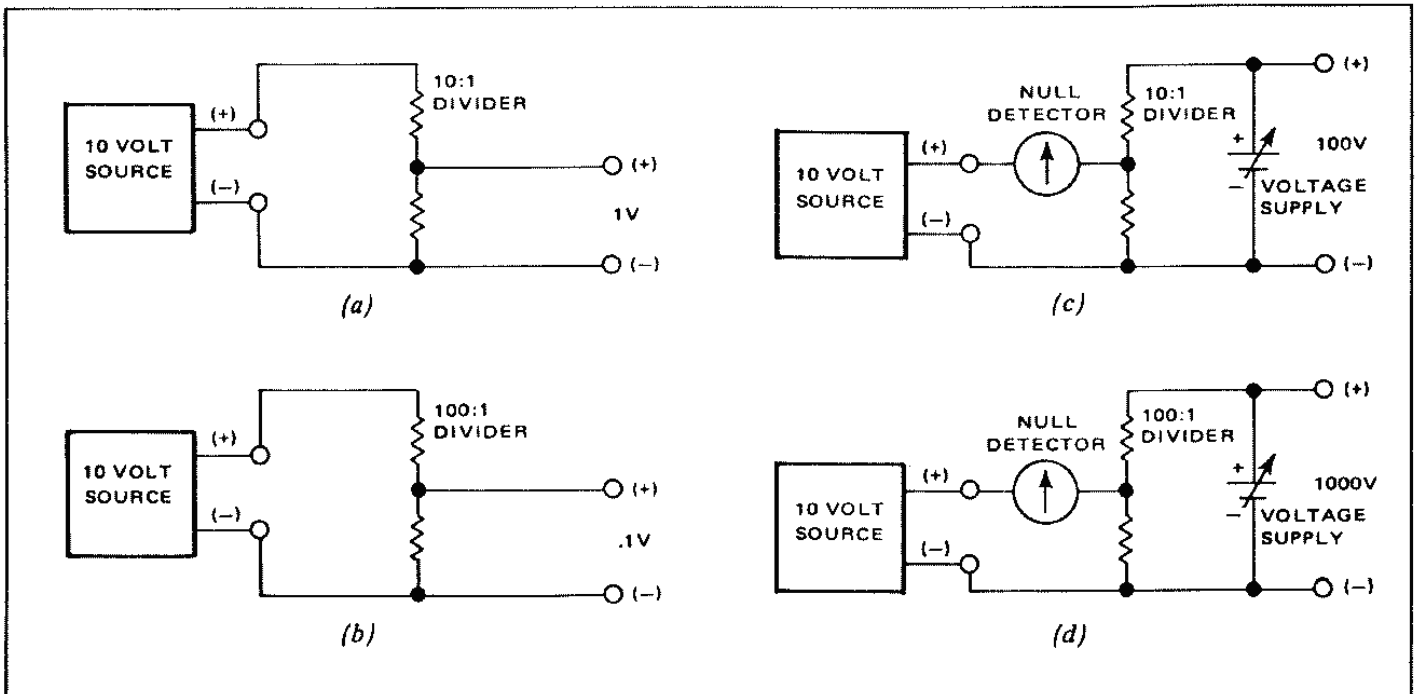 10 VOLT
SOURCE
(+)
(—)
10:1
DIVIDER
(+)
1V
(—)
(a)
10 VOLT
SOURCE
(+)
(—)
100:1
DIVIDER
(+)
.1V
(—)
(b)
10 VOLT
SOURCE
(+)
(—)
NULL
DETECTOR
10:1
DIVIDER
+
—
100V
VOLTAGE
SUPPLY
(+)
(—)
(c)
10 VOLT
SOURCE
(+)
(—)
NULL
DETECTOR
100:1
DIVIDER
+
—
1000V
VOLTAGE
SUPPLY
(+)
(—)
(d)